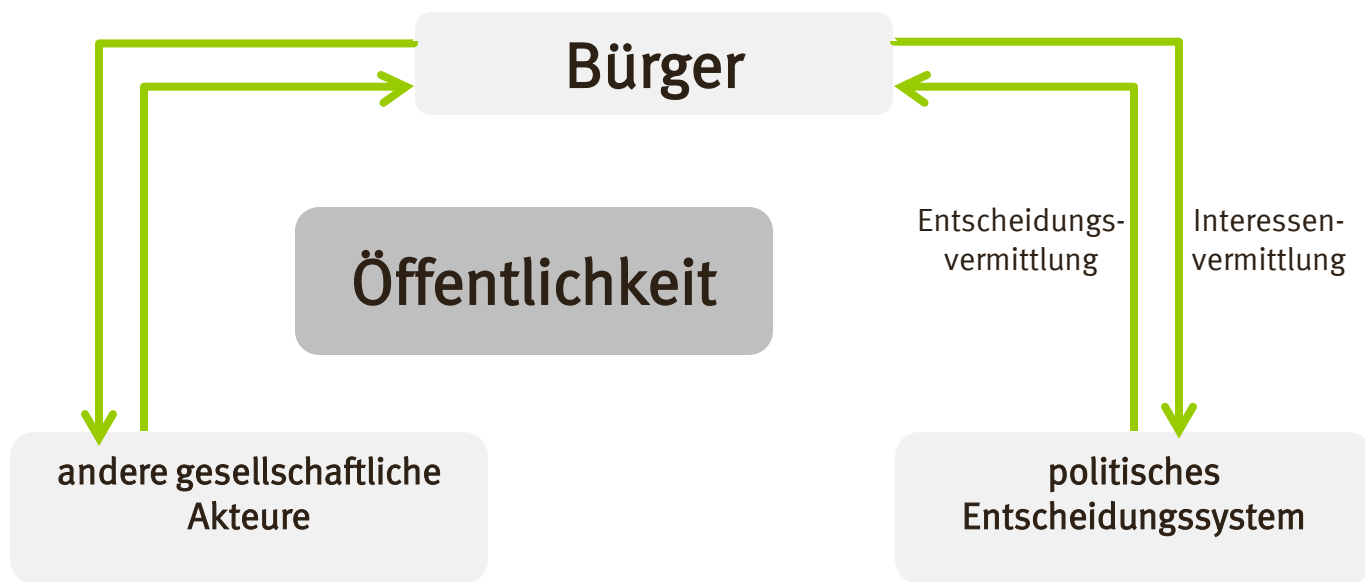 Bürger
Öffentlichkeit
Entscheidungs-
vermittlung
Interessen-
vermittlung
andere gesellschaftliche
Akteure
politisches
Entscheidungssystem